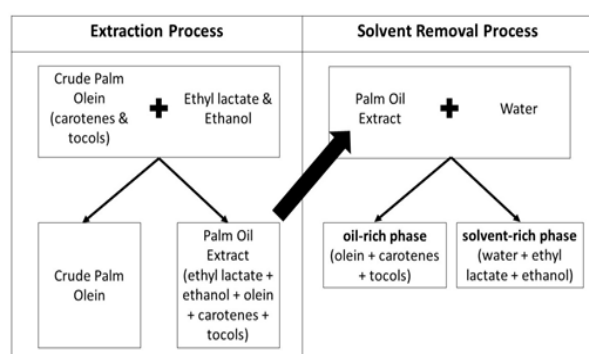 Extraction Process
Solvent Removal Process
Crude Palm
Olein
(carotenes &
tocols)
+
Ethyl lactate &
Ethanol
Palm Oil
Extract
+
Water
Crude Palm
Olein
Palm Oil
Extract
(ethyl lactate +
ethanol + olein
+ carotenes +
tocols)
oil-rich phase
(olein + carotenes
+ tocols)
solvent-rich phase
(water + ethyl
lactate + ethanol)